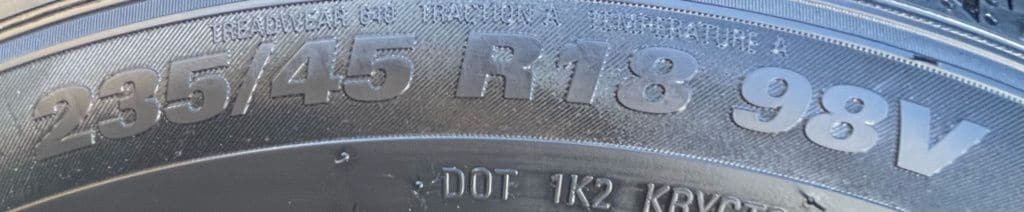 TREADWEAR 640 TRACTION A TEMPERATURE A
235/45 R18 98V
DOT 1K2